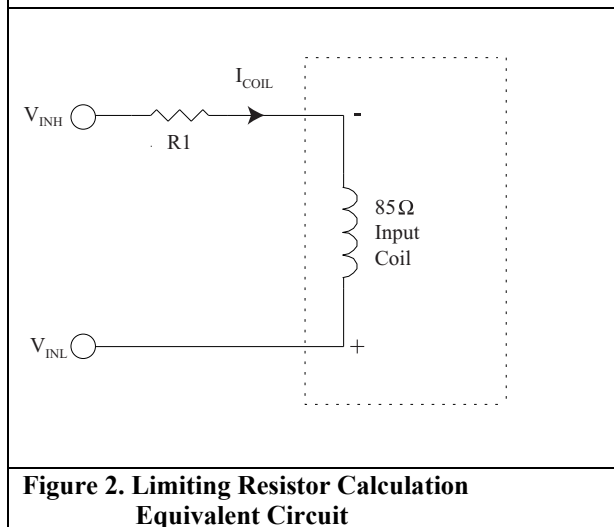 I_COIL
V_INH
R1
-
85Ω
Input
Coil
V_INL
+
Figure 2. Limiting Resistor Calculation
Equivalent Circuit